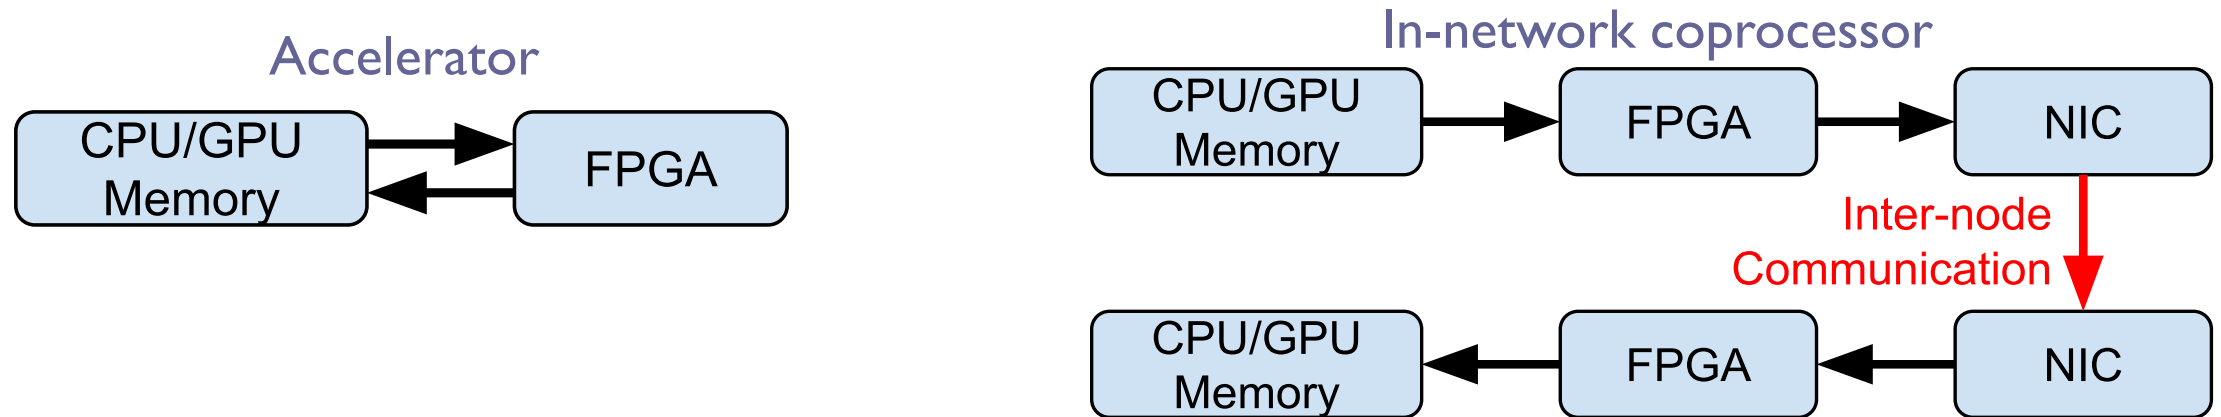 Accelerator
CPU/GPU
Memory
FPGA
In-network coprocessor
CPU/GPU
Memory
FPGA
NIC
Inter-node
Communication
CPU/GPU
Memory
FPGA
NIC